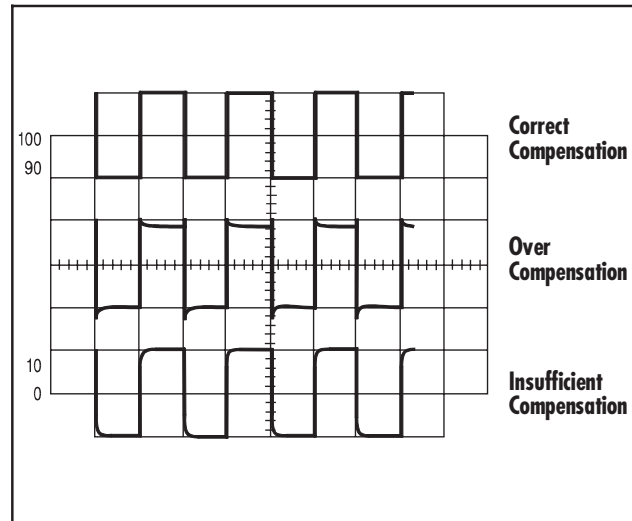 100
90
10
0
Correct
Compensation
Over
Compensation
Insufficient
Compensation